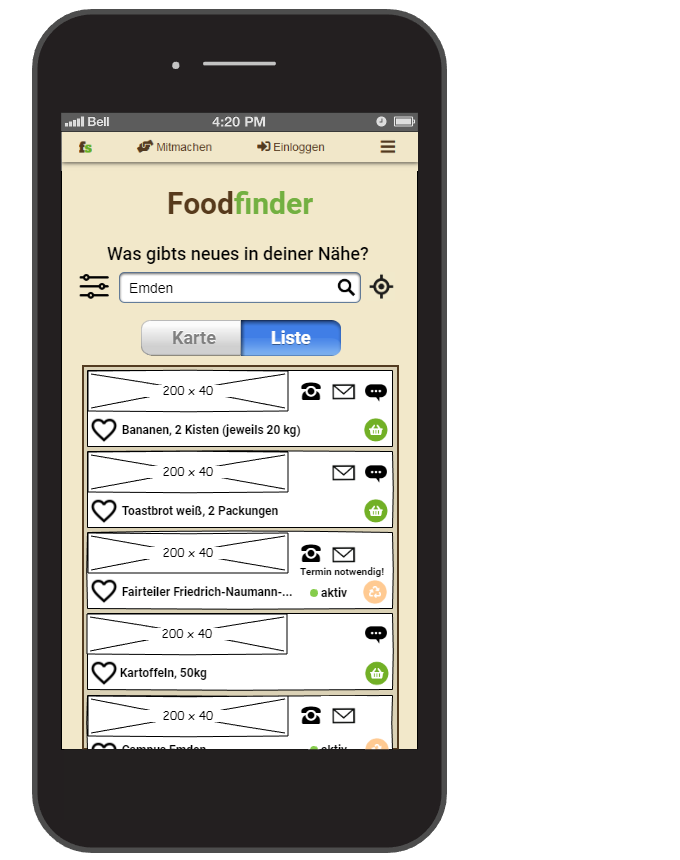 Bell 4:20 PM
fs Mitmachen Einloggen
Foodfinder
Was gibts neues in deiner Nähe?
Emden
Karte Liste
200 x 40
Bananen, 2 Kisten (jeweils 20 kg)
200 x 40
Toastbrot weiß, 2 Packungen
200 x 40
Termin notwendig!
Fairteiler Friedrich-Naumann-... aktiv
200 x 40
Kartoffeln, 50kg
200 x 40
Campus Emden aktiv